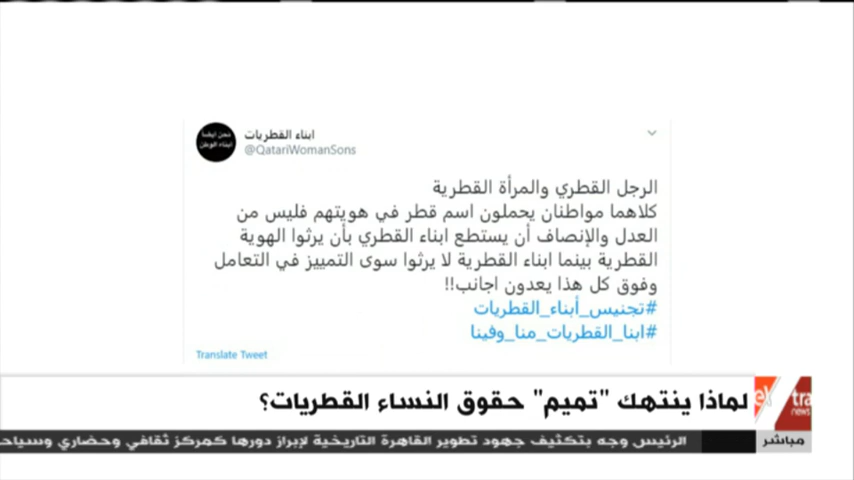 نحن ايضا
ابناء الوطن
ابناء القطريات
@QatariWomanSons
الرجل القطري والمرأة القطرية
كلاهما مواطنان يحملون اسم قطر في هويتهم فليس من
العدل والإنصاف أن يستطع ابناء القطري بأن يرثوا الهوية
القطرية بينما ابناء القطرية لا يرثوا سوى التمييز في التعامل
وفوق كل هذا يعدون اجانب!!
#تجنيس_أبناء_القطريات
#ابنا_القطريات_منا_وفينا
Translate Tweet
لماذا ينتهك "تميم" حقوق النساء القطريات؟
news
مباشر
الرئيس وجه بتكثيف جهود تطوير القاهرة التاريخية لإبراز دورها كمركز ثقافي وحضاري